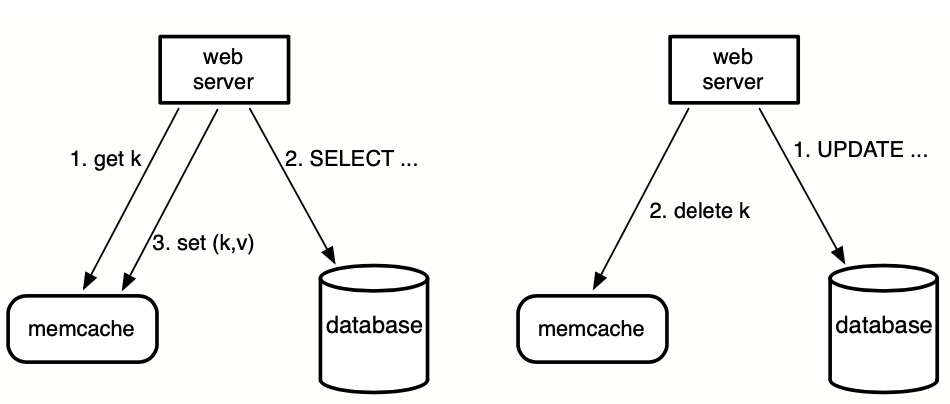 web
server
1. get k
2. SELECT ...
3. set (k,v)
memcache
database
web
server
1. UPDATE ...
2. delete k
memcache
database